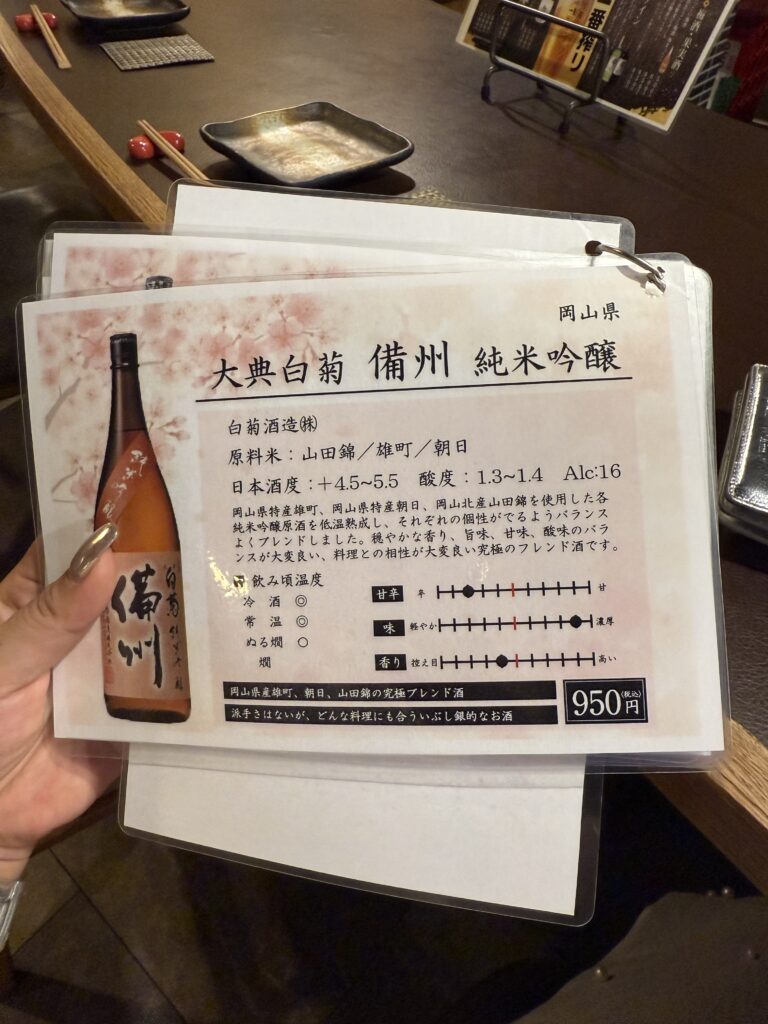 一番搾り
梅酒・果実酒
岡山県
大典白菊 備州 純米吟醸
白菊酒造㈱
原料米：山田錦／雄町／朝日
日本酒度：＋4.5~5.5 酸度：1.3~1.4 Alc:16
岡山県特産雄町、岡山県特産朝日、岡山北産山田錦を使用した各
純米吟醸原酒を低温熟成し、それぞれの個性がでるようバランス
よくブレンドしました。穏やかな香り、旨味、甘味、酸味のバラ
ンスが大変良い、料理との相性が大変良い究極のフレンド酒です。
飲み頃温度
冷酒 ◎
常温 ◎
ぬる燗 ○
燗
甘辛 辛 甘
味 軽やか 濃厚
香り 控え目 高い
岡山県産雄町、朝日、山田錦の究極ブレンド酒
派手さはないが、どんな料理にも合ういぶし銀的なお酒
950円(税込)
白菊
備州